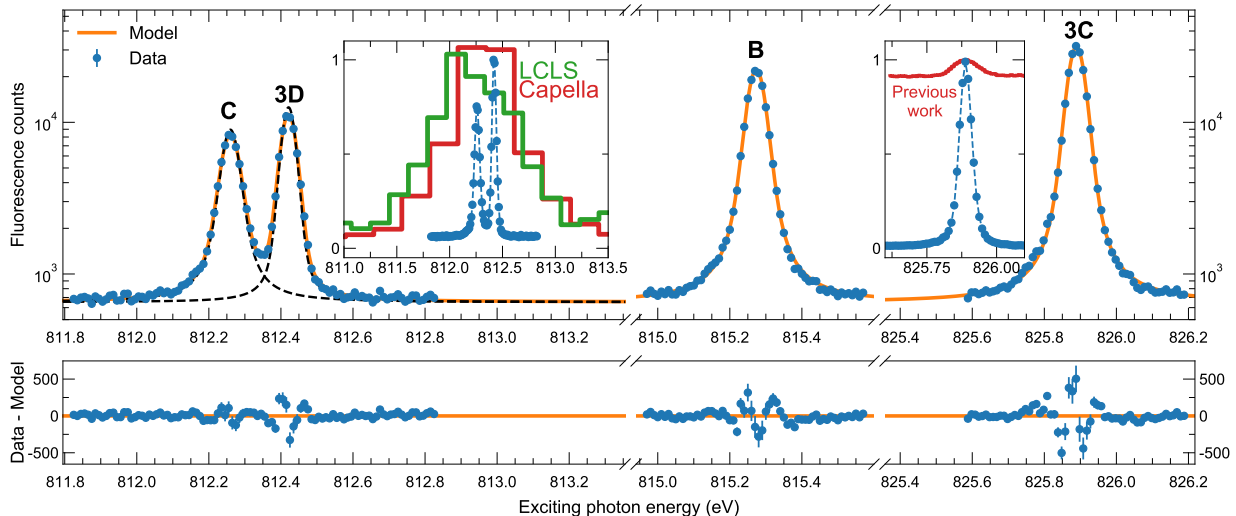 Model
Data
C
3D
B
3C
LCLS
Capella
Previous
work
Fluorescence counts
10⁴
10³
10⁴
10³
1
0
811.0 811.5 812.0 812.5 813.0 813.5
1
0
825.75 826.00
811.8 812.0 812.2 812.4 812.6 812.8 813.0 813.2 815.0 815.2 815.4 825.4 825.6 825.8 826.0 826.2
Data - Model
500
0
-500
500
0
-500
811.8 812.0 812.2 812.4 812.6 812.8 813.0 813.2 815.0 815.2 815.4 825.4 825.6 825.8 826.0 826.2
Exciting photon energy (eV)